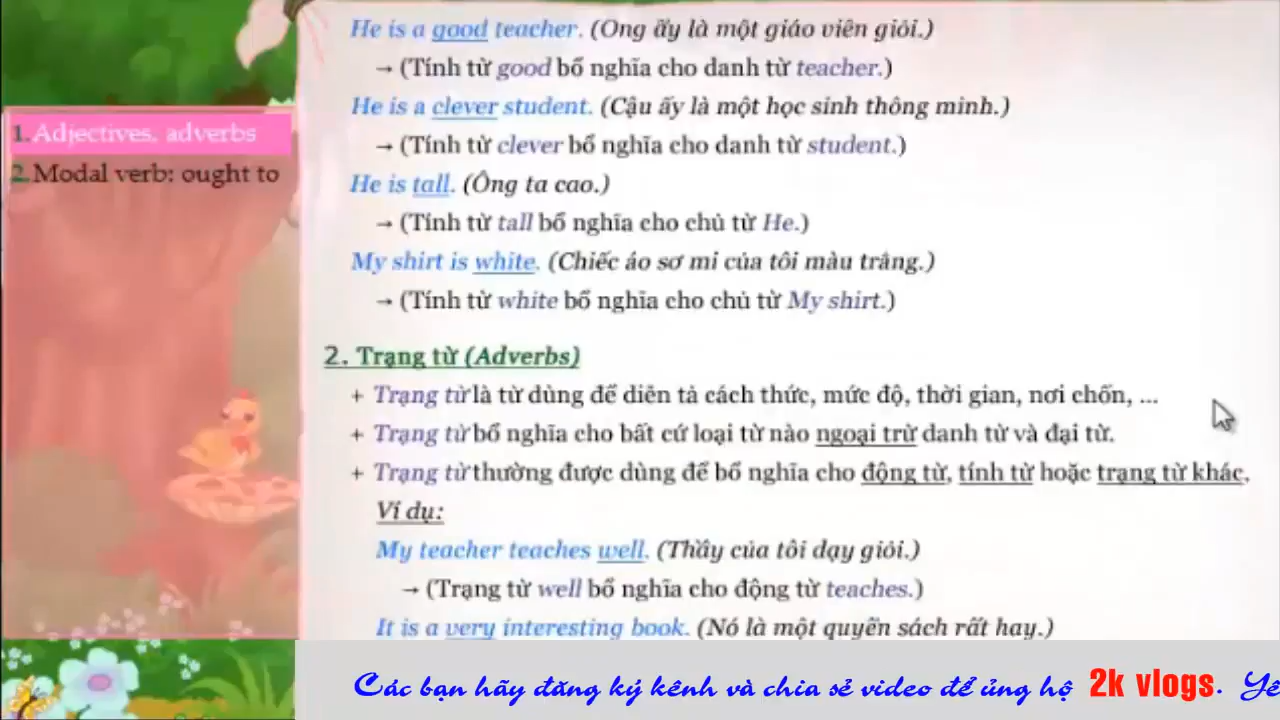 He is a good teacher. (Ong ấy là một giáo viên giỏi.)
→ (Tính từ good bổ nghĩa cho danh từ teacher.)
He is a clever student. (Cậu ấy là một học sinh thông minh.)
→ (Tính từ clever bổ nghĩa cho danh từ student.)
He is tall. (Ông ta cao.)
→ (Tính từ tall bổ nghĩa cho chủ từ He.)
My shirt is white. (Chiếc áo sơ mi của tôi màu trắng.)
→ (Tính từ white bổ nghĩa cho chủ từ My shirt.)
1. Adjectives, adverbs
2. Modal verb: ought to
2. Trạng từ (Adverbs)
+ Trạng từ là từ dùng để diễn tả cách thức, mức độ, thời gian, nơi chốn, ...
+ Trạng từ bổ nghĩa cho bất cứ loại từ nào ngoại trừ danh từ và đại từ.
+ Trạng từ thường được dùng để bổ nghĩa cho động từ, tính từ hoặc trạng từ khác.
Ví dụ:
My teacher teaches well. (Thầy của tôi dạy giỏi.)
→ (Trạng từ well bổ nghĩa cho động từ teaches.)
It is a very interesting book. (Nó là một quyển sách rất hay.)
Các bạn hãy đăng ký kênh và chia sẻ video để ủng hộ 2k vlogs. Yê